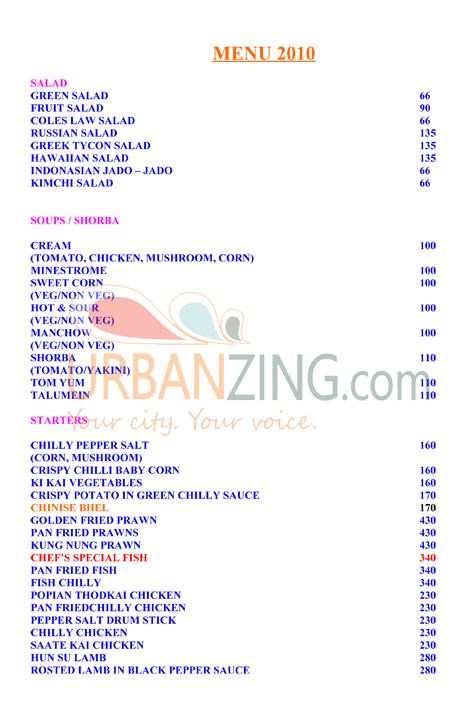 MENU 2010
SALAD
GREEN SALAD 66
FRUIT SALAD 90
COLES LAW SALAD 66
RUSSIAN SALAD 135
GREEK TYCON SALAD 135
HAWAIIAN SALAD 135
INDONASIAN JADO – JADO 66
KIMCHI SALAD 66
SOUPS / SHORBA
CREAM 100
(TOMATO, CHICKEN, MUSHROOM, CORN)
MINESTROME 100
SWEET CORN 100
(VEG/NON VEG)
HOT & SOUR 100
(VEG/NON VEG)
MANCHOW 100
(VEG/NON VEG)
SHORBA 110
(TOMATO/YAKINI)
TOM YUM 110
TALUMEIN 110
URBANZING.com
Your city. Your voice.
STARTERS
CHILLY PEPPER SALT 160
(CORN, MUSHROOM)
CRISPY CHILLI BABY CORN 160
KI KAI VEGETABLES 160
CRISPY POTATO IN GREEN CHILLY SAUCE 170
CHINISE BHEL 170
GOLDEN FRIED PRAWN 430
PAN FRIED PRAWNS 430
KUNG NUNG PRAWN 430
CHEF'S SPECIAL FISH 340
PAN FRIED FISH 340
FISH CHILLY 340
POPIAN THODKAI CHICKEN 230
PAN FRIEDCHILLY CHICKEN 230
PEPPER SALT DRUM STICK 230
CHILLY CHICKEN 230
SAATE KAI CHICKEN 230
HUN SU LAMB 280
ROSTED LAMB IN BLACK PEPPER SAUCE 280